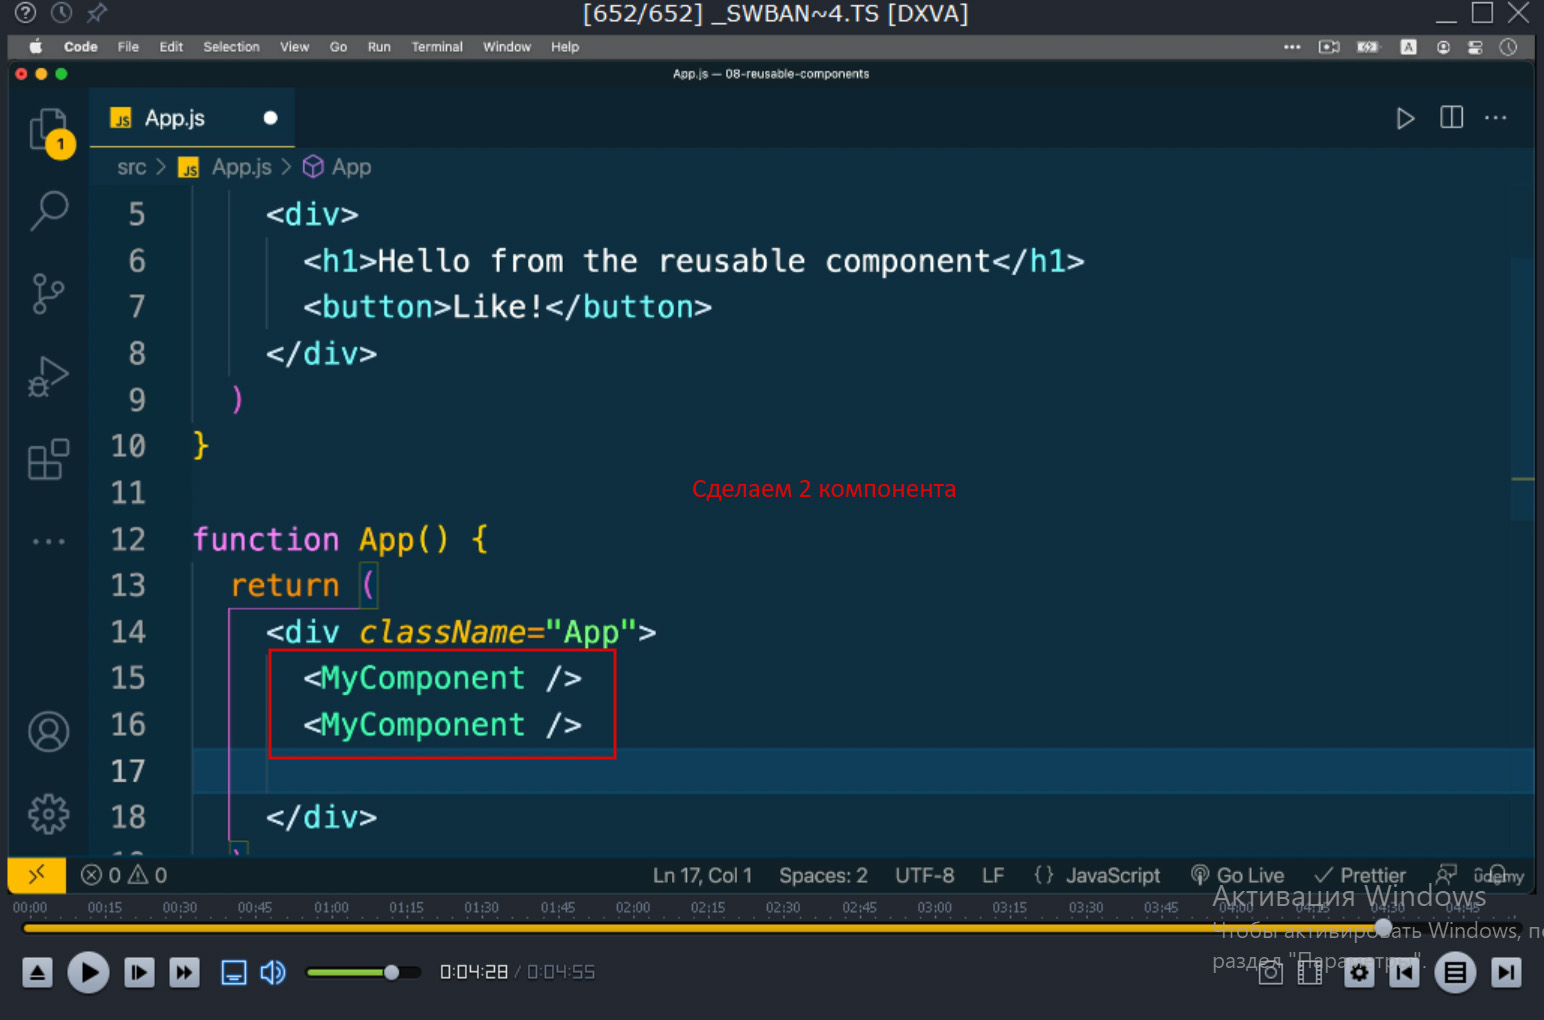 [652/652] _SWBAN~4.TS [DXVA]
Code File Edit Selection View Go Run Terminal Window Help
A
App.js — 08-reusable-components
JS App.js
1
src > JS App.js > App
5 <div>
6 <h1>Hello from the reusable component</h1>
7 <button>Like!</button>
8 </div>
9 )
10 }
11
Сделаем 2 компонента
12 function App() {
13 return (
14 <div className="App">
15 <MyComponent />
16 <MyComponent />
17
18 </div>
0 0 Ln 17, Col 1 Spaces: 2 UTF-8 LF {} JavaScript Go Live Prettier
ûdemy
Активация Windows
00:00 00:15 00:30 00:45 01:00 01:15 01:30 01:45 02:00 02:15 02:30 02:45 03:00 03:15 03:30 03:45 04:00 04:15 04:30 04:45
Чтобы активировать Windows, п
раздел "Параметры".
0:04:28 / 0:04:55